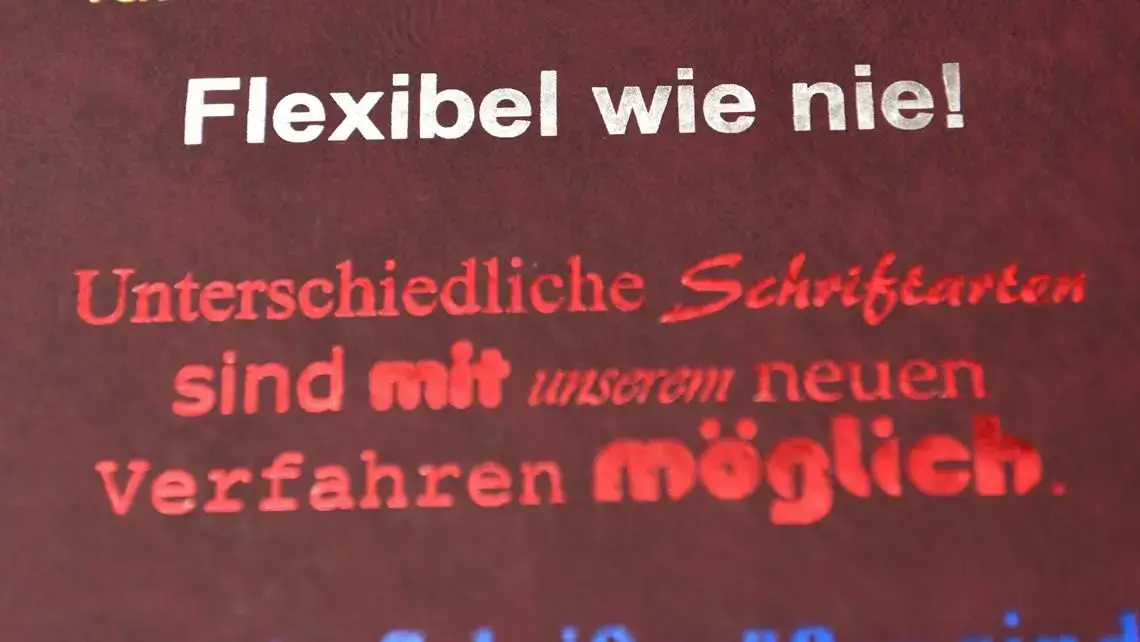 Flexibel wie nie!
Unterschiedliche Schriftarten
sind mit unserem neuen
Verfahren möglich.